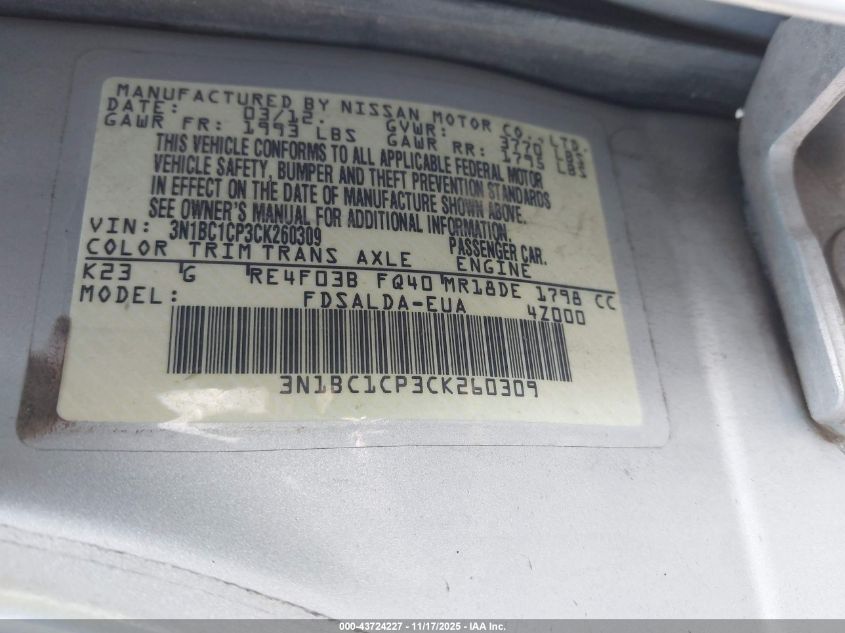 MANUFACTURED BY NISSAN MOTOR CO., LTD.
DATE: 03/12. GVWR: 3770 LBS
GAWR FR: 1993 LBS GAWR RR: 1795 LBS
THIS VEHICLE CONFORMS TO ALL APPLICABLE FEDERAL MOTOR
VEHICLE SAFETY, BUMPER AND THEFT PREVENTION STANDARDS
IN EFFECT ON THE DATE OF MANUFACTURE SHOWN ABOVE.
SEE OWNER'S MANUAL FOR ADDITIONAL INFORMATION.
VIN: 3N1BC1CP3CK260309 PASSENGER CAR.
COLOR TRIM TRANS AXLE ENGINE
K23 G RE4F03B FQ40 MR18DE 1798 CC
MODEL: FDSALDA-EUA 4Z000
3N1BC1CP3CK260309
000-43724227 - 11/17/2025 - IAA Inc.